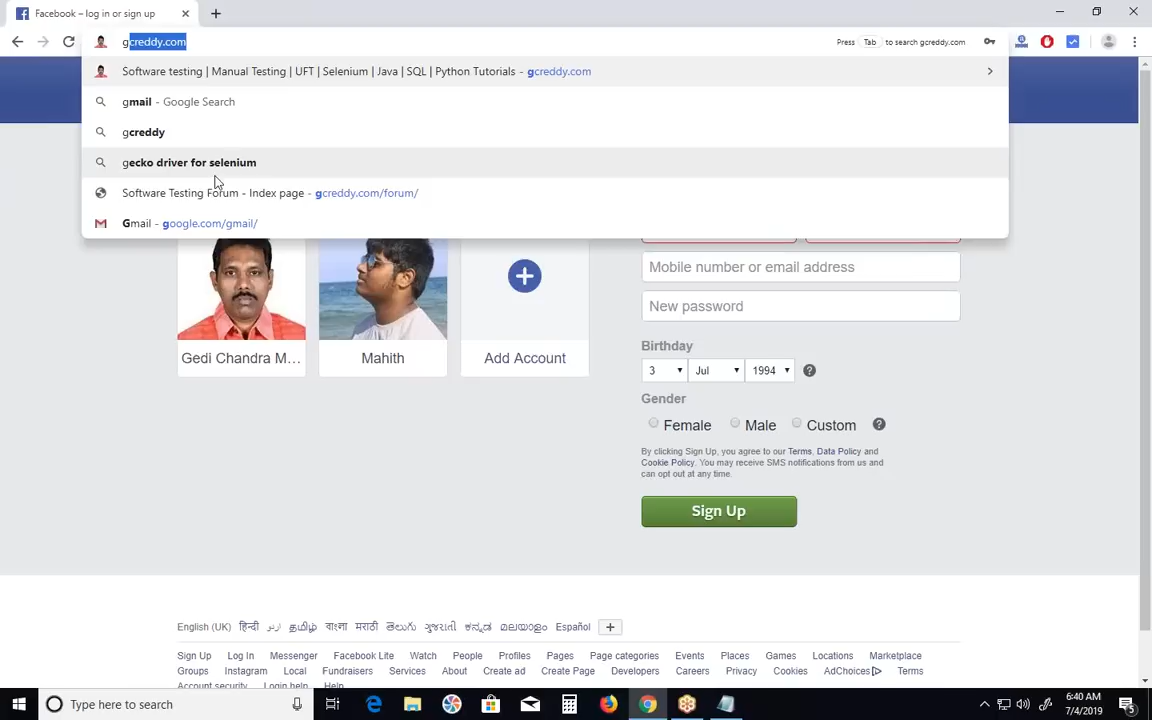 Facebook – log in or sign up
gcreddy.com
Press Tab to search gcreddy.com
Software testing | Manual Testing | UFT | Selenium | Java | SQL | Python Tutorials - gcreddy.com
gmail - Google Search
gcreddy
gecko driver for selenium
Software Testing Forum - Index page - gcreddy.com/forum/
Gmail - google.com/gmail/
Mobile number or email address
New password
Gedi Chandra M...
Mahith
Add Account
Birthday
3 Jul 1994
Gender
Female Male Custom
By clicking Sign Up, you agree to our Terms, Data Policy and
Cookie Policy. You may receive SMS notifications from us and
can opt out at any time.
Sign Up
English (UK) हिन्दी اردو தமிழ் বাংলা मराठी తెలుగు ગુજરાતી ಕನ್ನಡ മലയാളം Español
Sign Up Log In Messenger Facebook Lite Watch People Profiles Pages Page categories Events Places Games Locations Marketplace
Groups Instagram Local Fundraisers Services About Create ad Create Page Developers Careers Privacy Cookies AdChoices Terms
Account security Login help Help
Type here to search
6:40 AM
7/4/2019
5